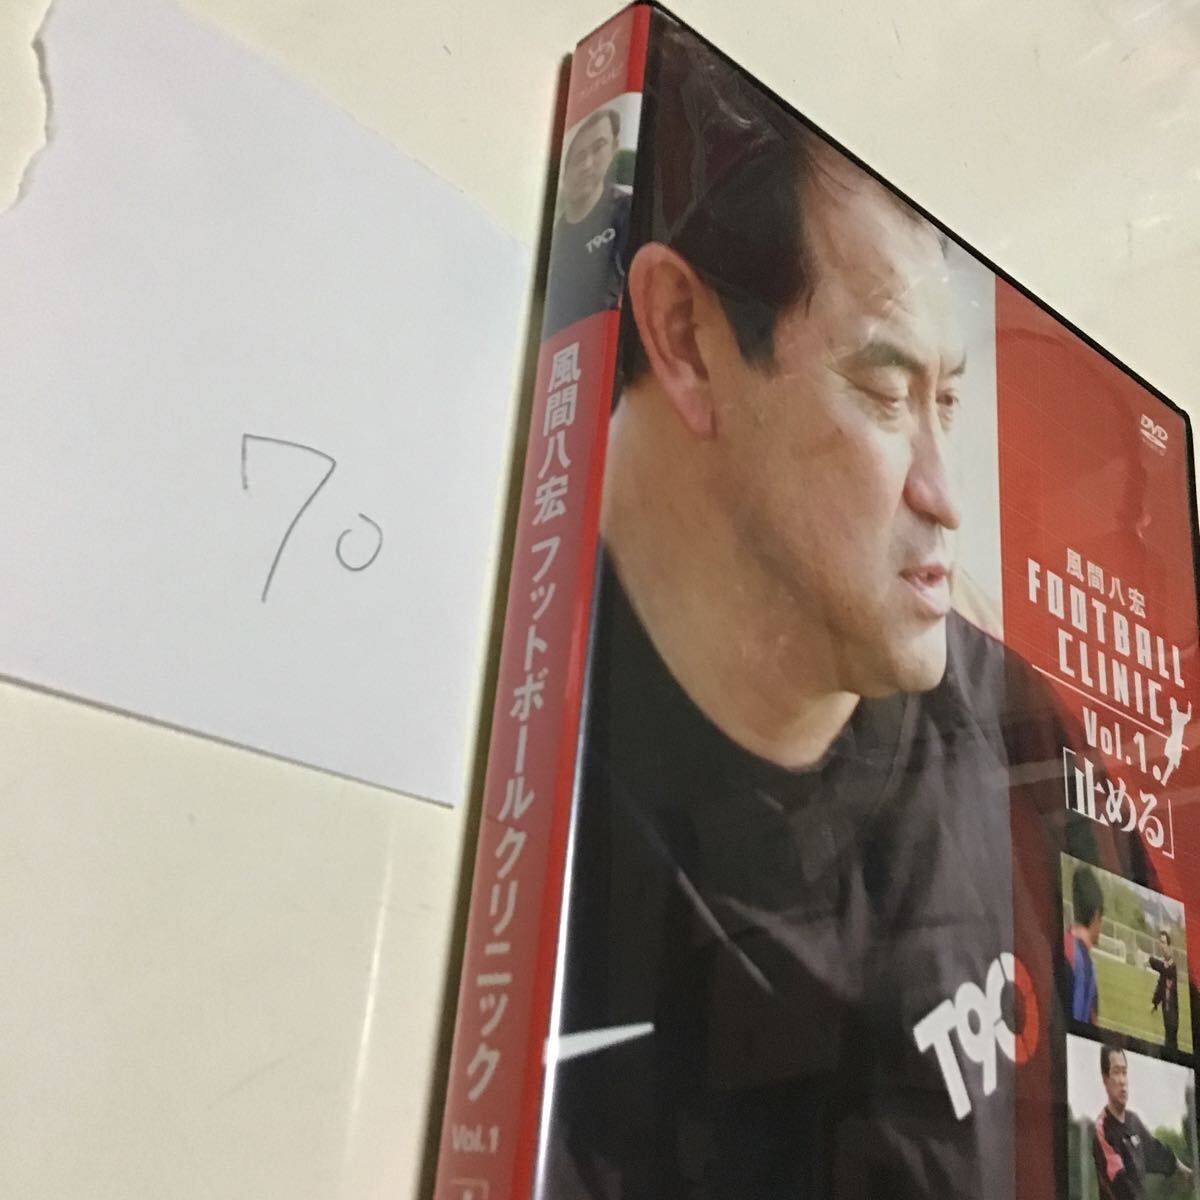 70
T90
風間八宏 フットボールクリニック Vol.1
DVD
風間八宏
FOOTBALL
CLINIC
Vol.1.
「止める」
T90